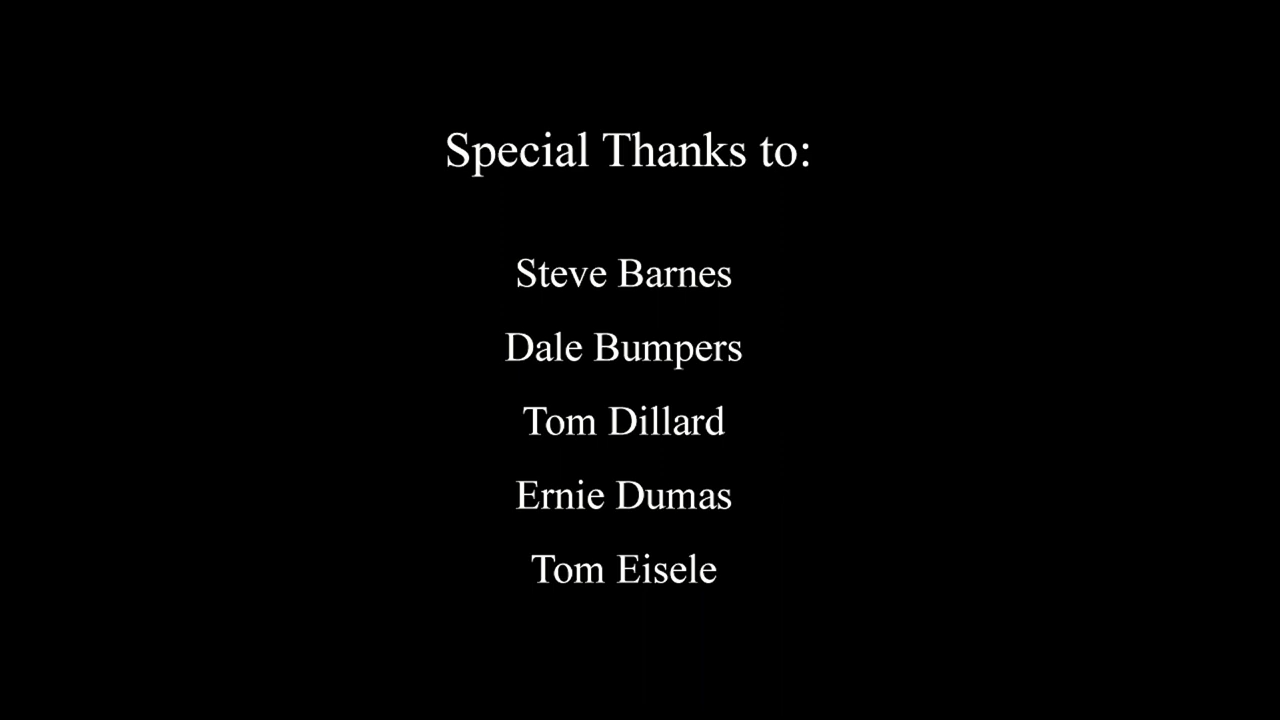 Special Thanks to:
Steve Barnes
Dale Bumpers
Tom Dillard
Ernie Dumas
Tom Eisele